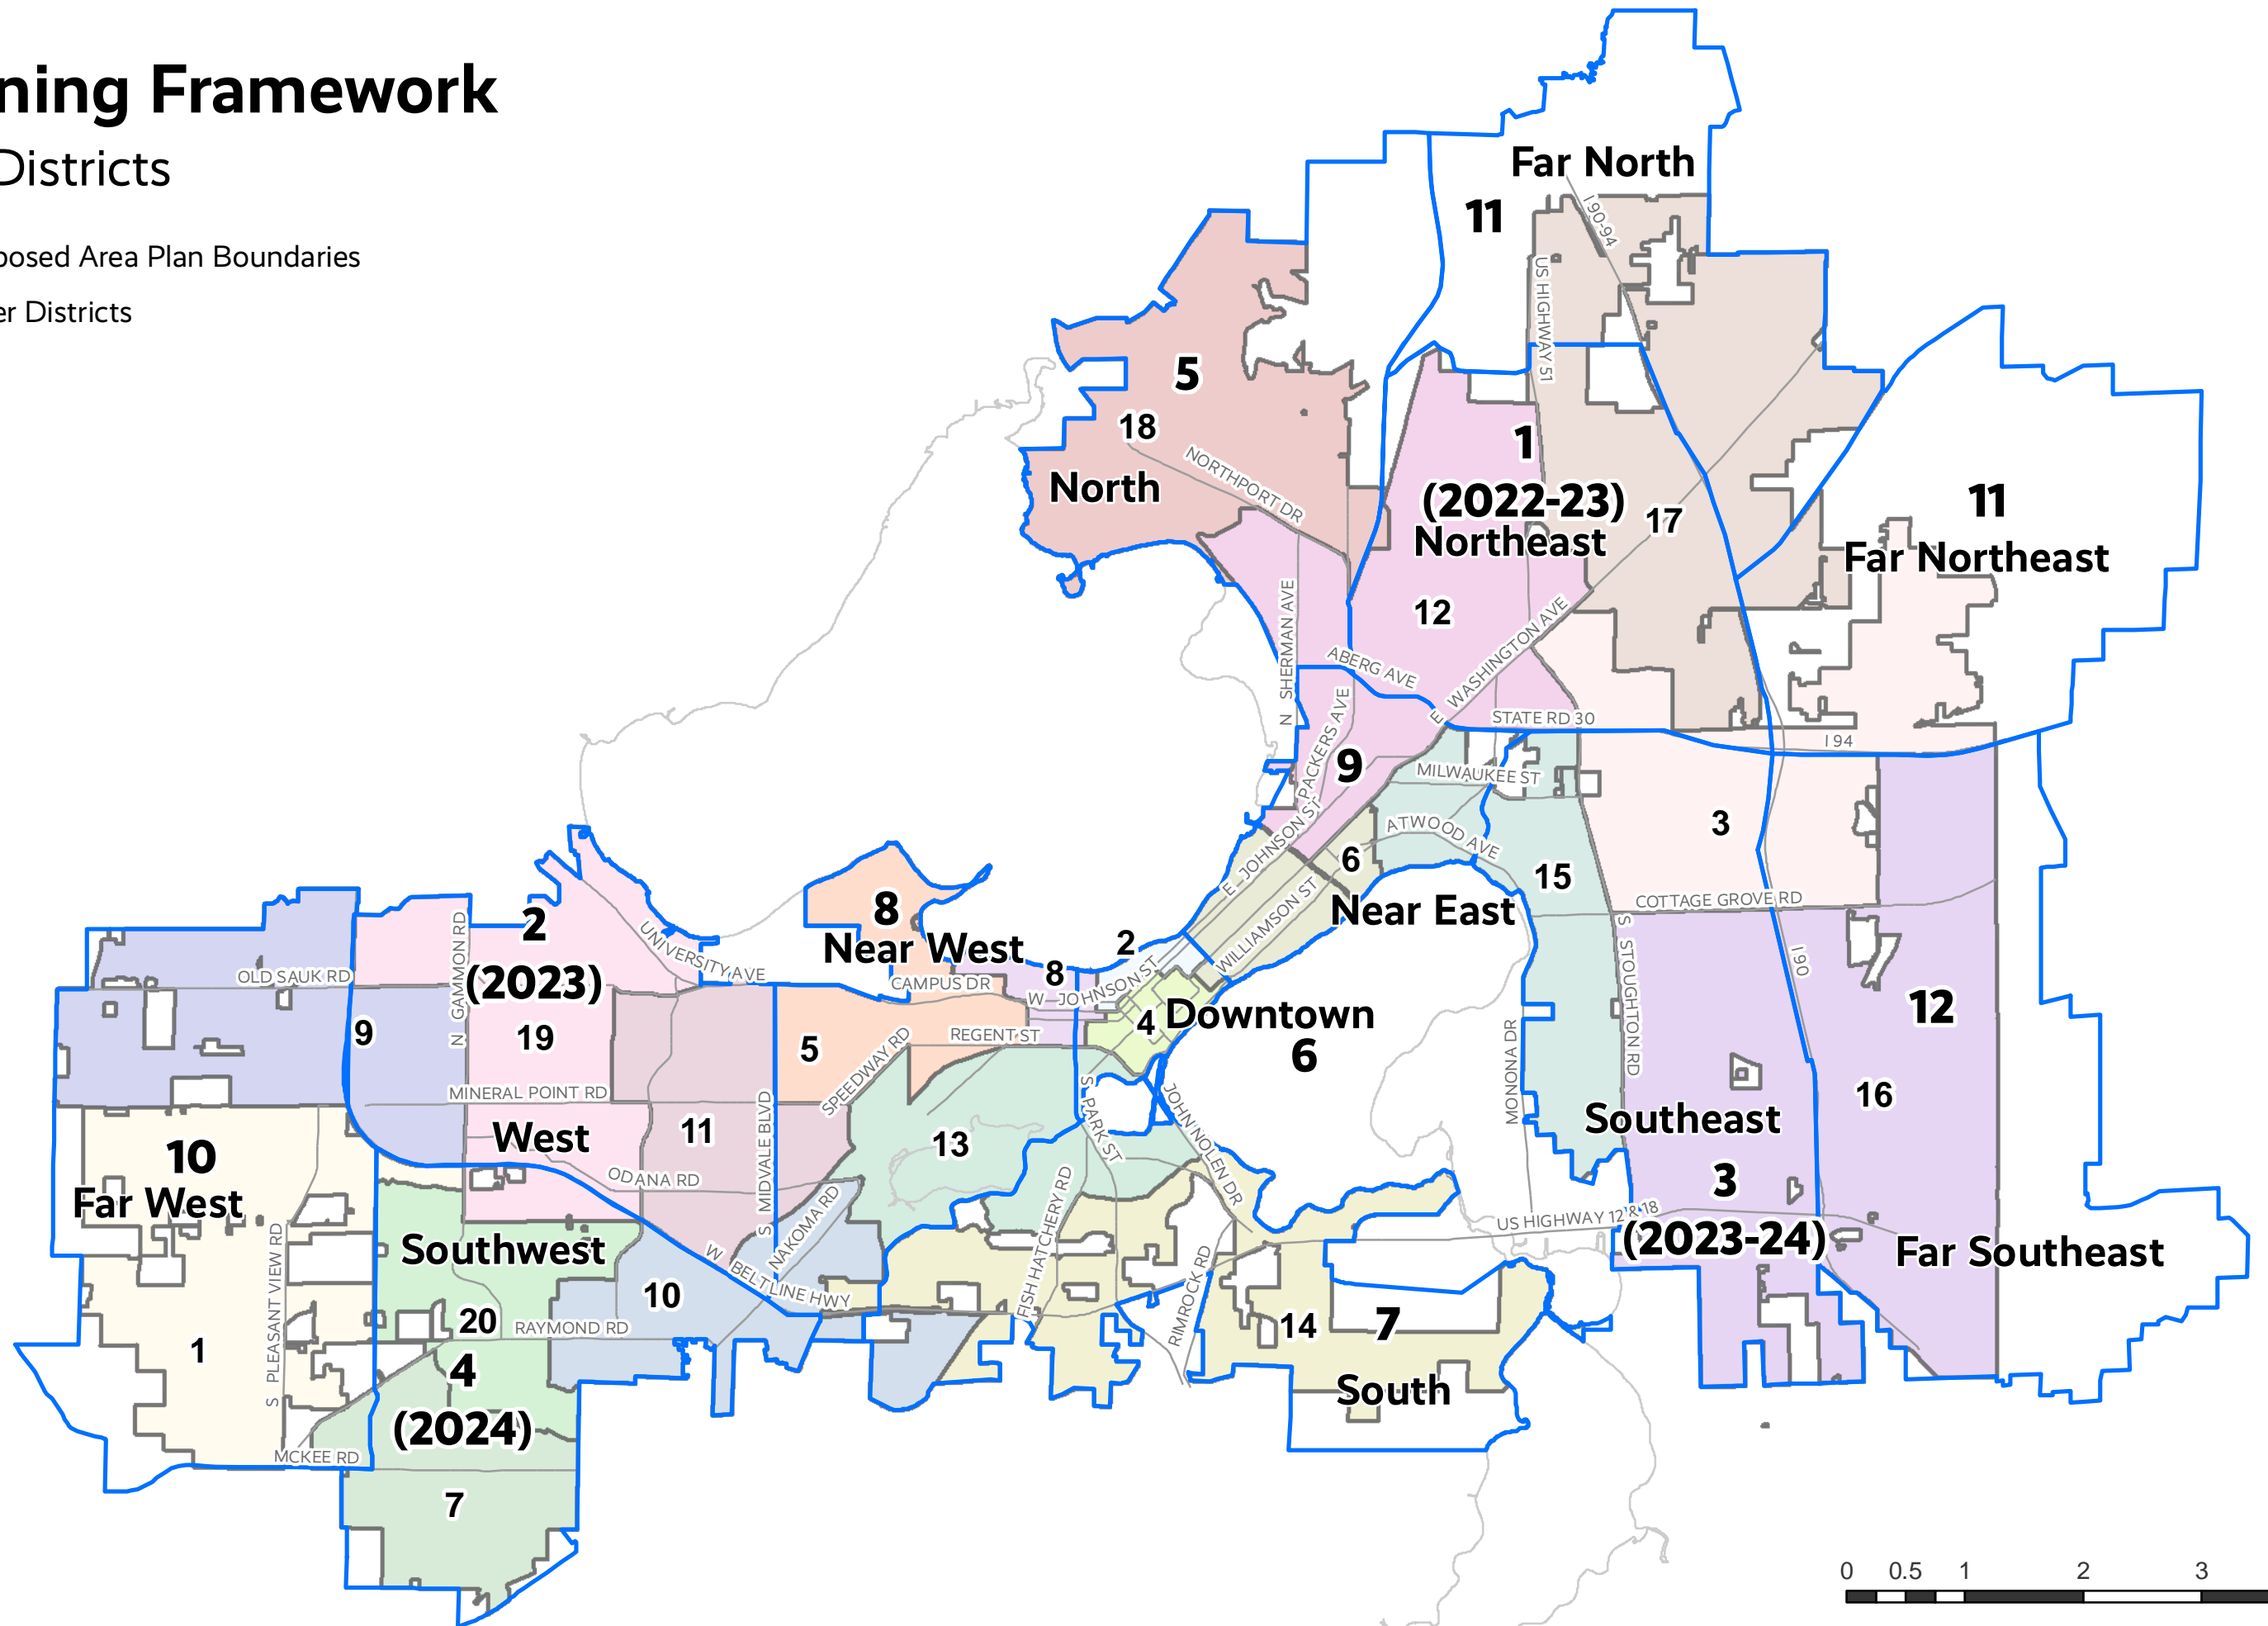 ning Framework
Districts
posed Area Plan Boundaries
er Districts
Far North
11
I 90-94
US HIGHWAY 51
5
18
NORTHPORT DR
North
1
(2022-23)
Northeast
17
12
11
Far Northeast
N SHERMAN AVE
ABERG AVE
E WASHINGTON AVE
STATE RD 30
I 94
PACKERS AVE
9
MILWAUKEE ST
ATWOOD AVE
E JOHNSON ST
6
WILLIAMSON ST
Near East
15
3
COTTAGE GROVE RD
2
(2023)
N GAMMON RD
UNIVERSITY AVE
OLD SAUK RD
9
19
MINERAL POINT RD
West
11
ODANA RD
S MIDVALE BLVD
8
Near West
8
2
CAMPUS DR
W JOHNSON ST
REGENT ST
SPEEDWAY RD
5
4
Downtown
6
13
S PARK ST
JOHN NOLEN DR
MONONA DR
S STOUGHTON RD
I 90
12
16
Southeast
3
(2023-24)
US HIGHWAY 12 & 18
Far Southeast
10
Far West
S PLEASANT VIEW RD
1
MCKEE RD
Southwest
20
RAYMOND RD
4
(2024)
7
10
W BELTLINE HWY
NAKOMA RD
FISH HATCHERY RD
RIMROCK RD
14
7
South
0 0.5 1 2 3